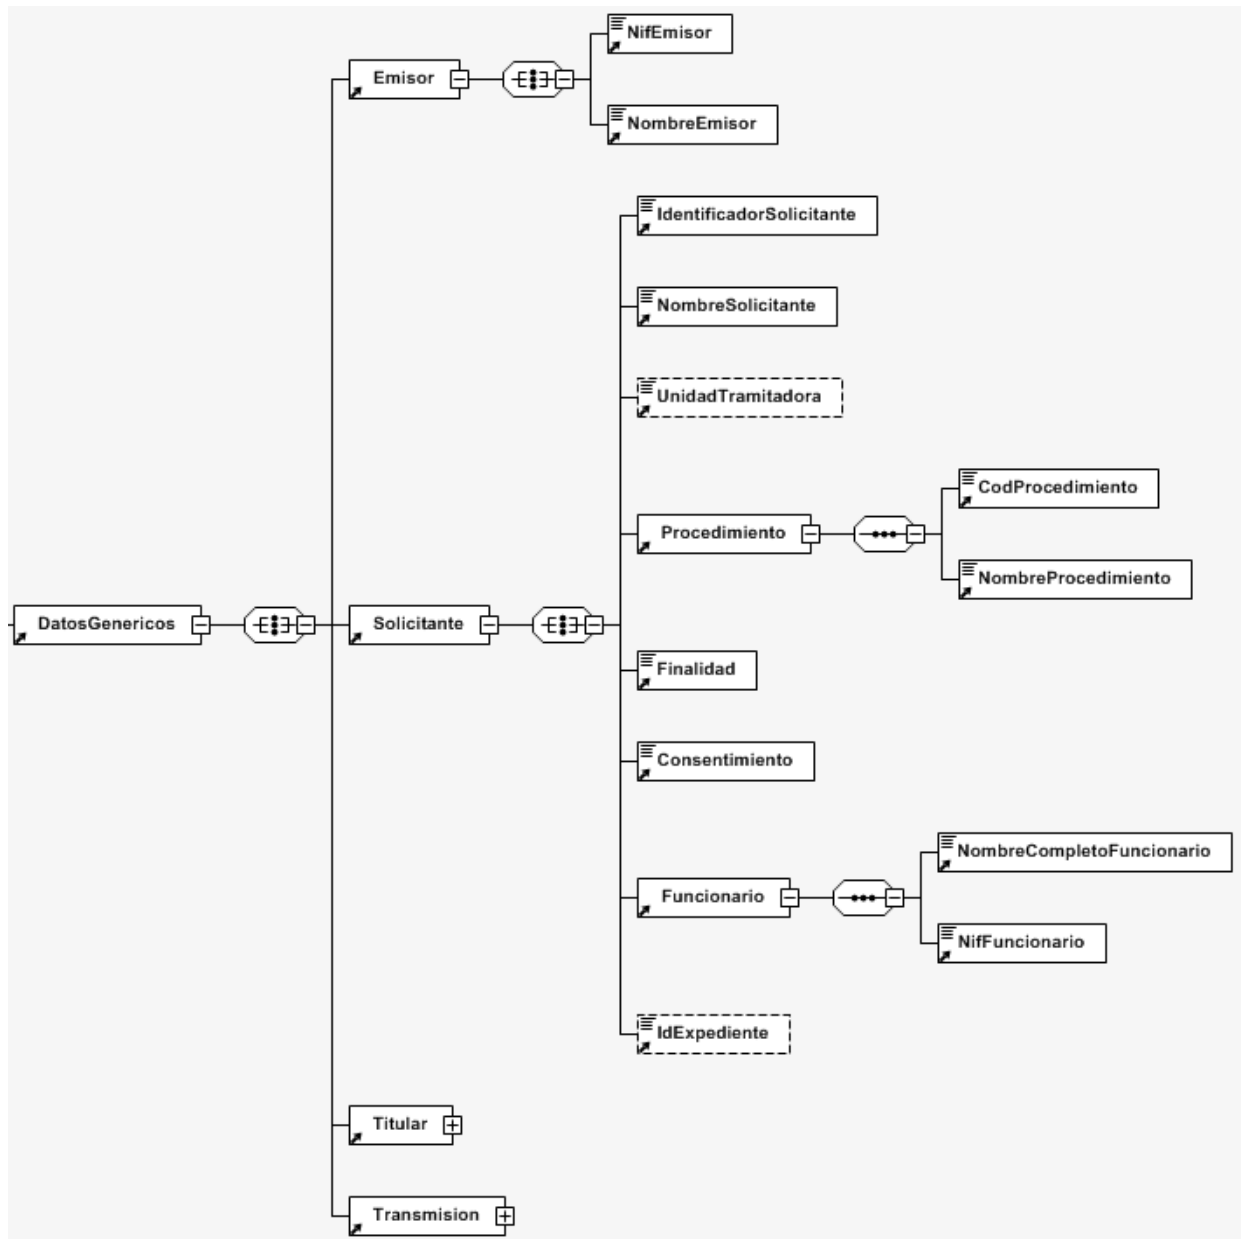 NifEmisor
Emisor
NombreEmisor
IdentificadorSolicitante
NombreSolicitante
UnidadTramitadora
CodProcedimiento
Procedimiento
NombreProcedimiento
DatosGenericos
Solicitante
Finalidad
Consentimiento
NombreCompletoFuncionario
Funcionario
NifFuncionario
IdExpediente
Titular
Transmision